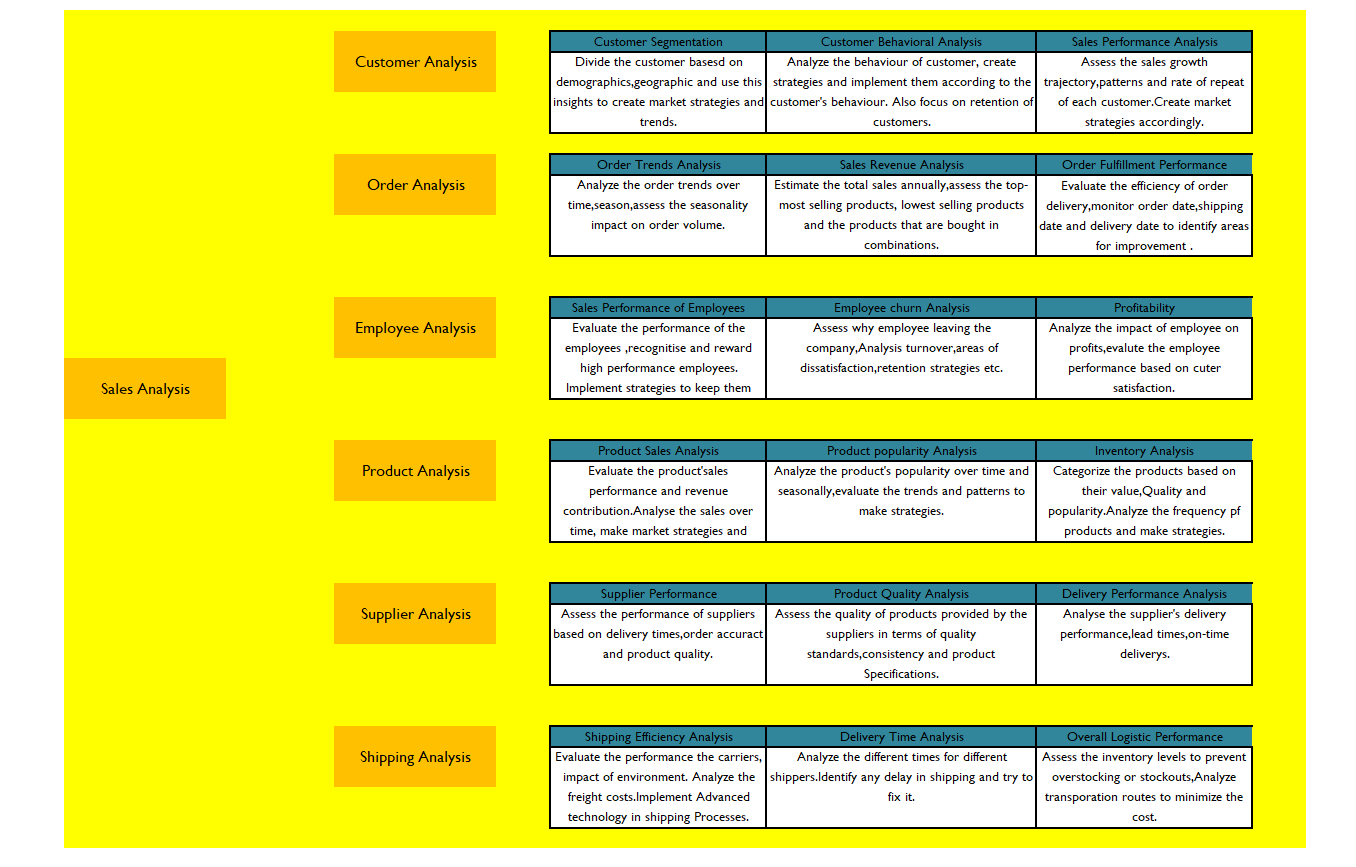 Customer Analysis
Customer Segmentation
Customer Behavioral Analysis
Sales Performance Analysis
Divide the customer basesd on
demographics,geographic and use this
insights to create market strategies and
trends.
Analyze the behaviour of customer, create
strategies and implement them according to the
customer's behaviour. Also focus on retention of
customers.
Assess the sales growth
trajectory,patterns and rate of repeat
of each customer.Create market
strategies accordingly.
Order Analysis
Order Trends Analysis
Sales Revenue Analysis
Order Fulfillment Performance
Analyze the order trends over
time,season,assess the seasonality
impact on order volume.
Estimate the total sales annually,assess the top-
most selling products, lowest selling products
and the products that are bought in
combinations.
Evaluate the efficiency of order
delivery,monitor order date,shipping
date and delivery date to identify areas
for improvement .
Employee Analysis
Sales Performance of Employees
Employee churn Analysis
Profitability
Evaluate the performance of the
employees ,recognitise and reward
high performance employees.
Implement strategies to keep them
Assess why employee leaving the
company,Analysis turnover,areas of
dissatisfaction,retention strategies etc.
Analyze the impact of employee on
profits,evalute the employee
performance based on cuter
satisfaction.
Sales Analysis
Product Analysis
Product Sales Analysis
Product popularity Analysis
Inventory Analysis
Evaluate the product'sales
performance and revenue
contribution.Analyse the sales over
time, make market strategies and
Analyze the product's popularity over time and
seasonally,evaluate the trends and patterns to
make strategies.
Categorize the products based on
their value,Quality and
popularity.Analyze the frequency pf
products and make strategies.
Supplier Analysis
Supplier Performance
Product Quality Analysis
Delivery Performance Analysis
Assess the performance of suppliers
based on delivery times,order accuract
and product quality.
Assess the quality of products provided by the
suppliers in terms of quality
standards,consistency and product
Specifications.
Analyse the supplier's delivery
performance,lead times,on-time
deliverys.
Shipping Analysis
Shipping Efficiency Analysis
Delivery Time Analysis
Overall Logistic Performance
Evaluate the performance the carriers,
impact of environment. Analyze the
freight costs.Implement Advanced
technology in shipping Processes.
Analyze the different times for different
shippers.Identify any delay in shipping and try to
fix it.
Assess the inventory levels to prevent
overstocking or stockouts,Analyze
transporation routes to minimize the
cost.